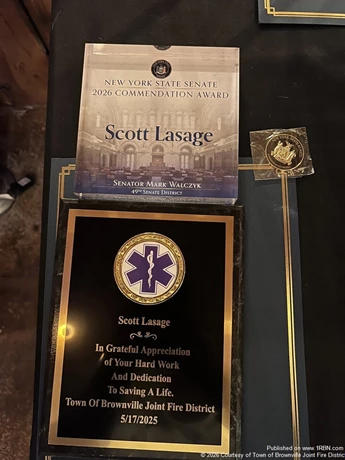 NEW YORK STATE SENATE
2026 COMMENDATION AWARD
Scott Lasage
SENATOR MARK WALCZYK
49TH SENATE DISTRICT
Scott Lasage
In Grateful Appreciation
of Your Hard Work
And Dedication
To Saving A Life.
Town Of Brownville Joint Fire District
5/17/2025
Published on www.1RBN.com
© 2026 Courtesy of Town of Brownville Joint Fire Distric